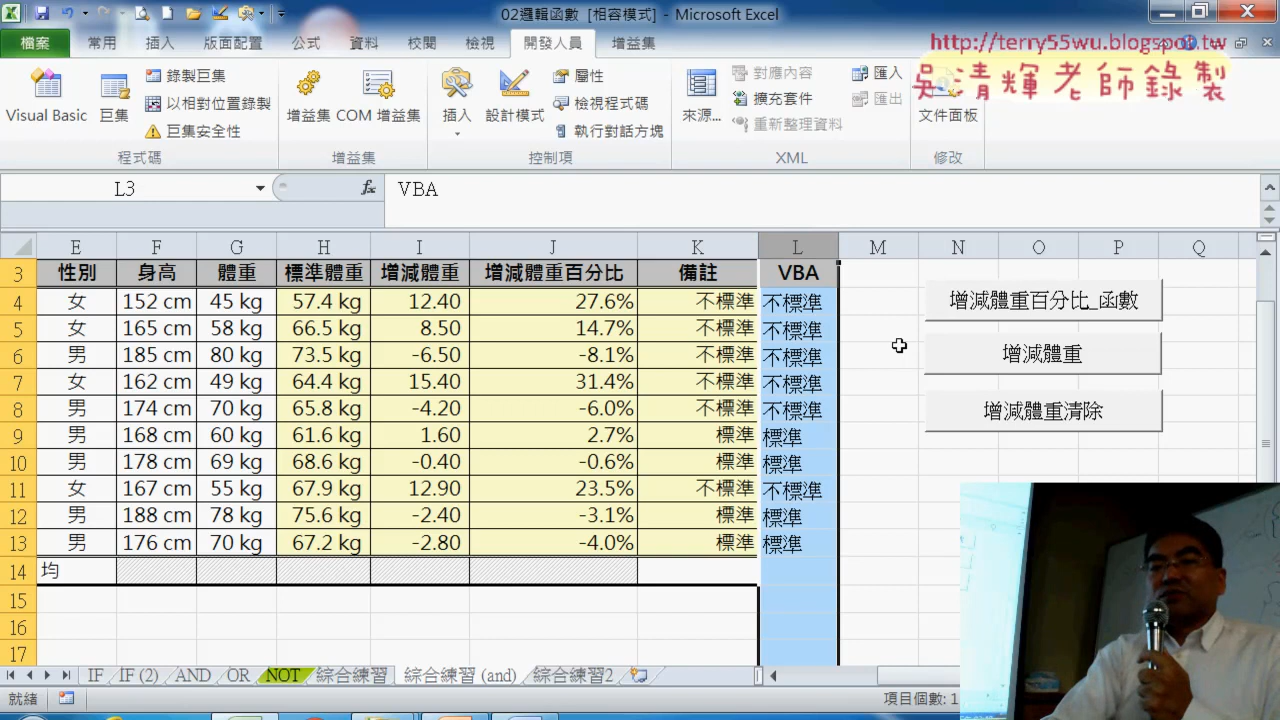 02邏輯函數 [相容模式] - Microsoft Excel
檔案 常用 插入 版面配置 公式 資料 校閱 檢視 開發人員 增益集
http://terry55wu.blogspot.tw
吳清輝老師錄製
Visual Basic 巨集 錄製巨集 以相對位置錄製 巨集安全性 程式碼
增益集 COM 增益集 增益集
插入 設計模式 屬性 檢視程式碼 執行對話方塊 控制項
來源... 對應內容 擴充套件 重新整理資料 匯入 匯出 XML
文件面板 修改
L3 fx VBA
E F G H I J K L M N O P Q
3 性別 身高 體重 標準體重 增減體重 增減體重百分比 備註 VBA
4 女 152 cm 45 kg 57.4 kg 12.40 27.6% 不標準 不標準
5 女 165 cm 58 kg 66.5 kg 8.50 14.7% 不標準 不標準
6 男 185 cm 80 kg 73.5 kg -6.50 -8.1% 不標準 不標準
7 女 162 cm 49 kg 64.4 kg 15.40 31.4% 不標準 不標準
8 男 174 cm 70 kg 65.8 kg -4.20 -6.0% 不標準 不標準
9 男 168 cm 60 kg 61.6 kg 1.60 2.7% 標準 標準
10 男 178 cm 69 kg 68.6 kg -0.40 -0.6% 標準 標準
11 女 167 cm 55 kg 67.9 kg 12.90 23.5% 不標準 不標準
12 男 188 cm 78 kg 75.6 kg -2.40 -3.1% 標準 標準
13 男 176 cm 70 kg 67.2 kg -2.80 -4.0% 標準 標準
14 均
15
16
17
增減體重百分比_函數
增減體重
增減體重清除
IF IF (2) AND OR NOT 綜合練習 綜合練習 (and) 綜合練習2
就緒 項目個數: 1